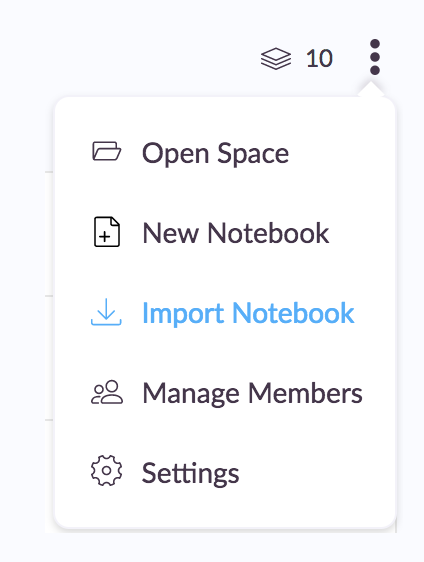 10
Open Space
New Notebook
Import Notebook
Manage Members
Settings